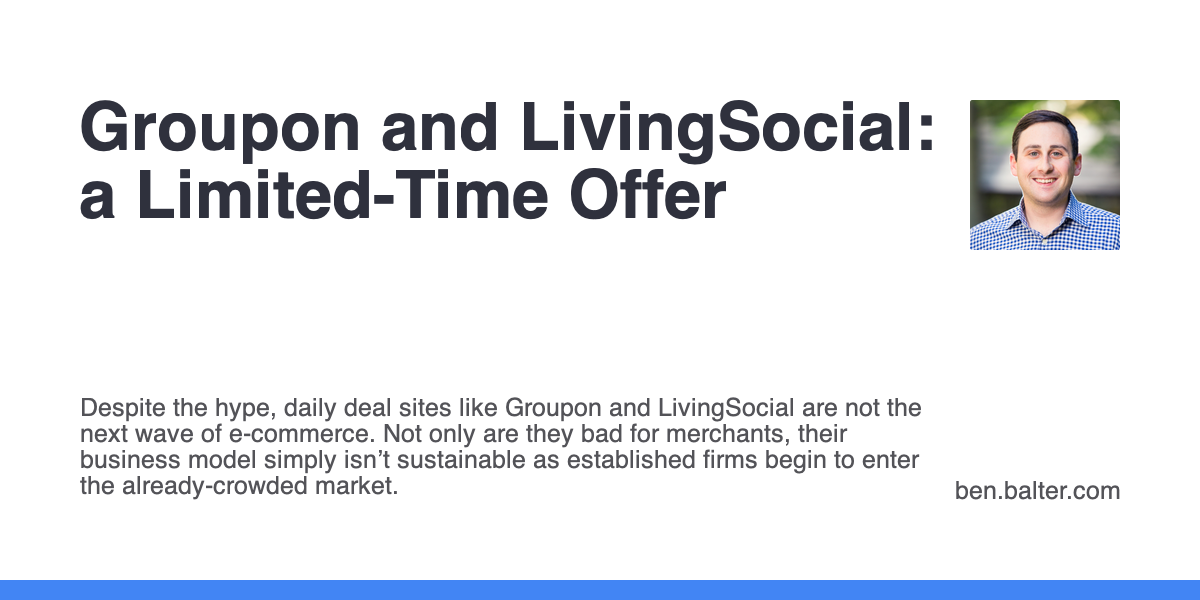 Groupon and LivingSocial:
a Limited-Time Offer
Despite the hype, daily deal sites like Groupon and LivingSocial are not the
next wave of e-commerce. Not only are they bad for merchants, their
business model simply isn’t sustainable as established firms begin to enter
the already-crowded market.
ben.balter.com